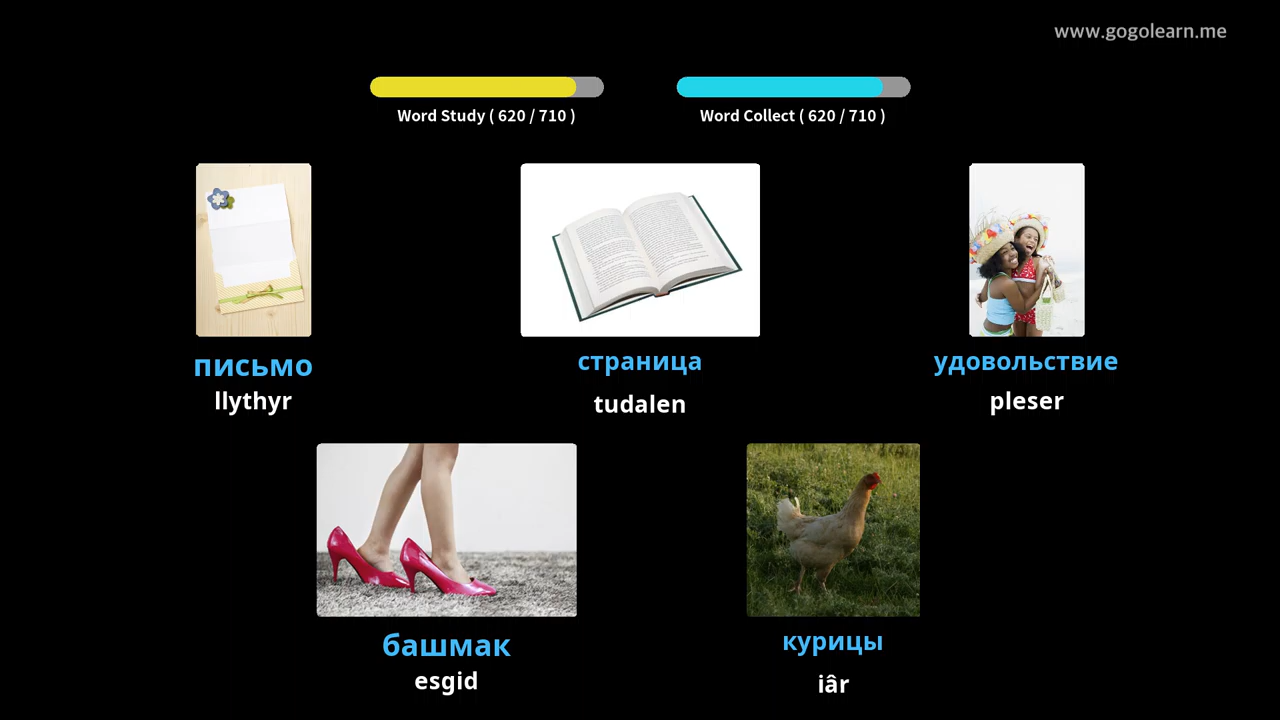 www.gogolearn.me
Word Study ( 620 / 710 )
Word Collect ( 620 / 710 )
письмо
llythyr
страница
tudalen
удовольствие
pleser
башмак
esgid
курицы
iâr